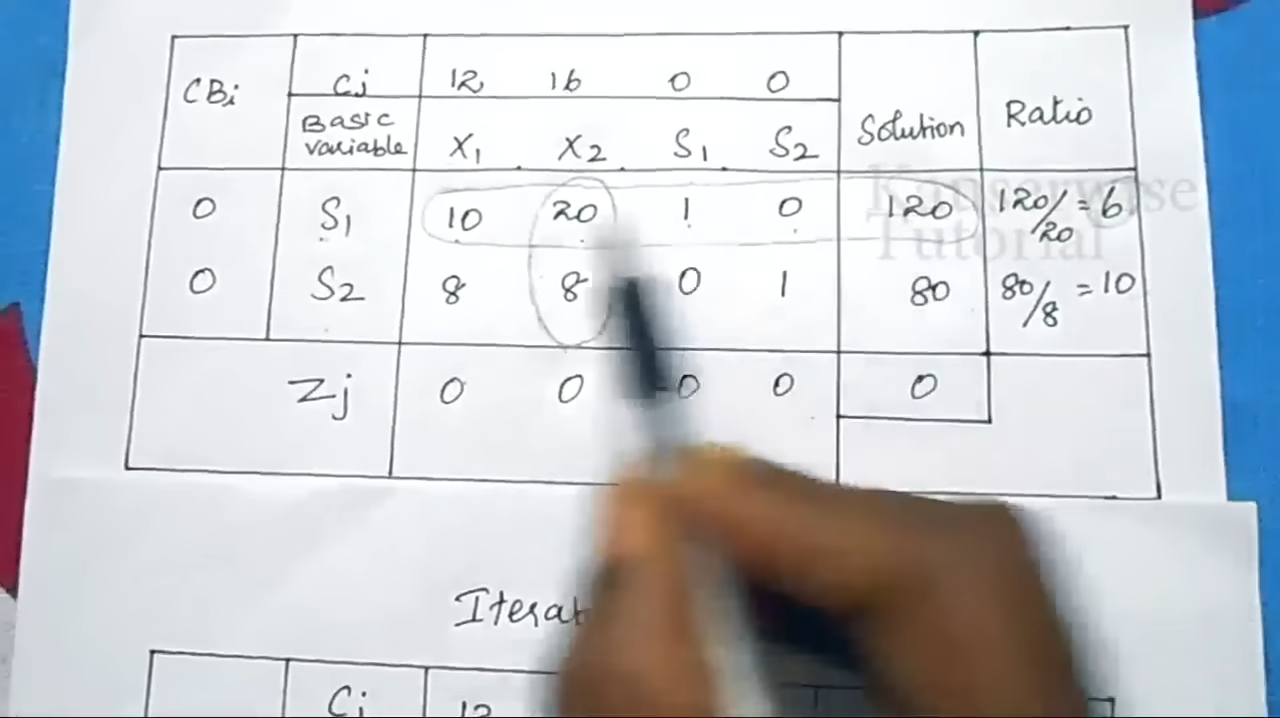 CBi Cj 12 16 0 0 Solution Ratio
Basic variable X1 X2 S1 S2
0 S1 10 20 1 0 120 120/20 = 6
0 S2 8 8 0 1 80 80/8 = 10
Zj 0 0 0 0 0
Kanserwise
Tutorial
Cj 12